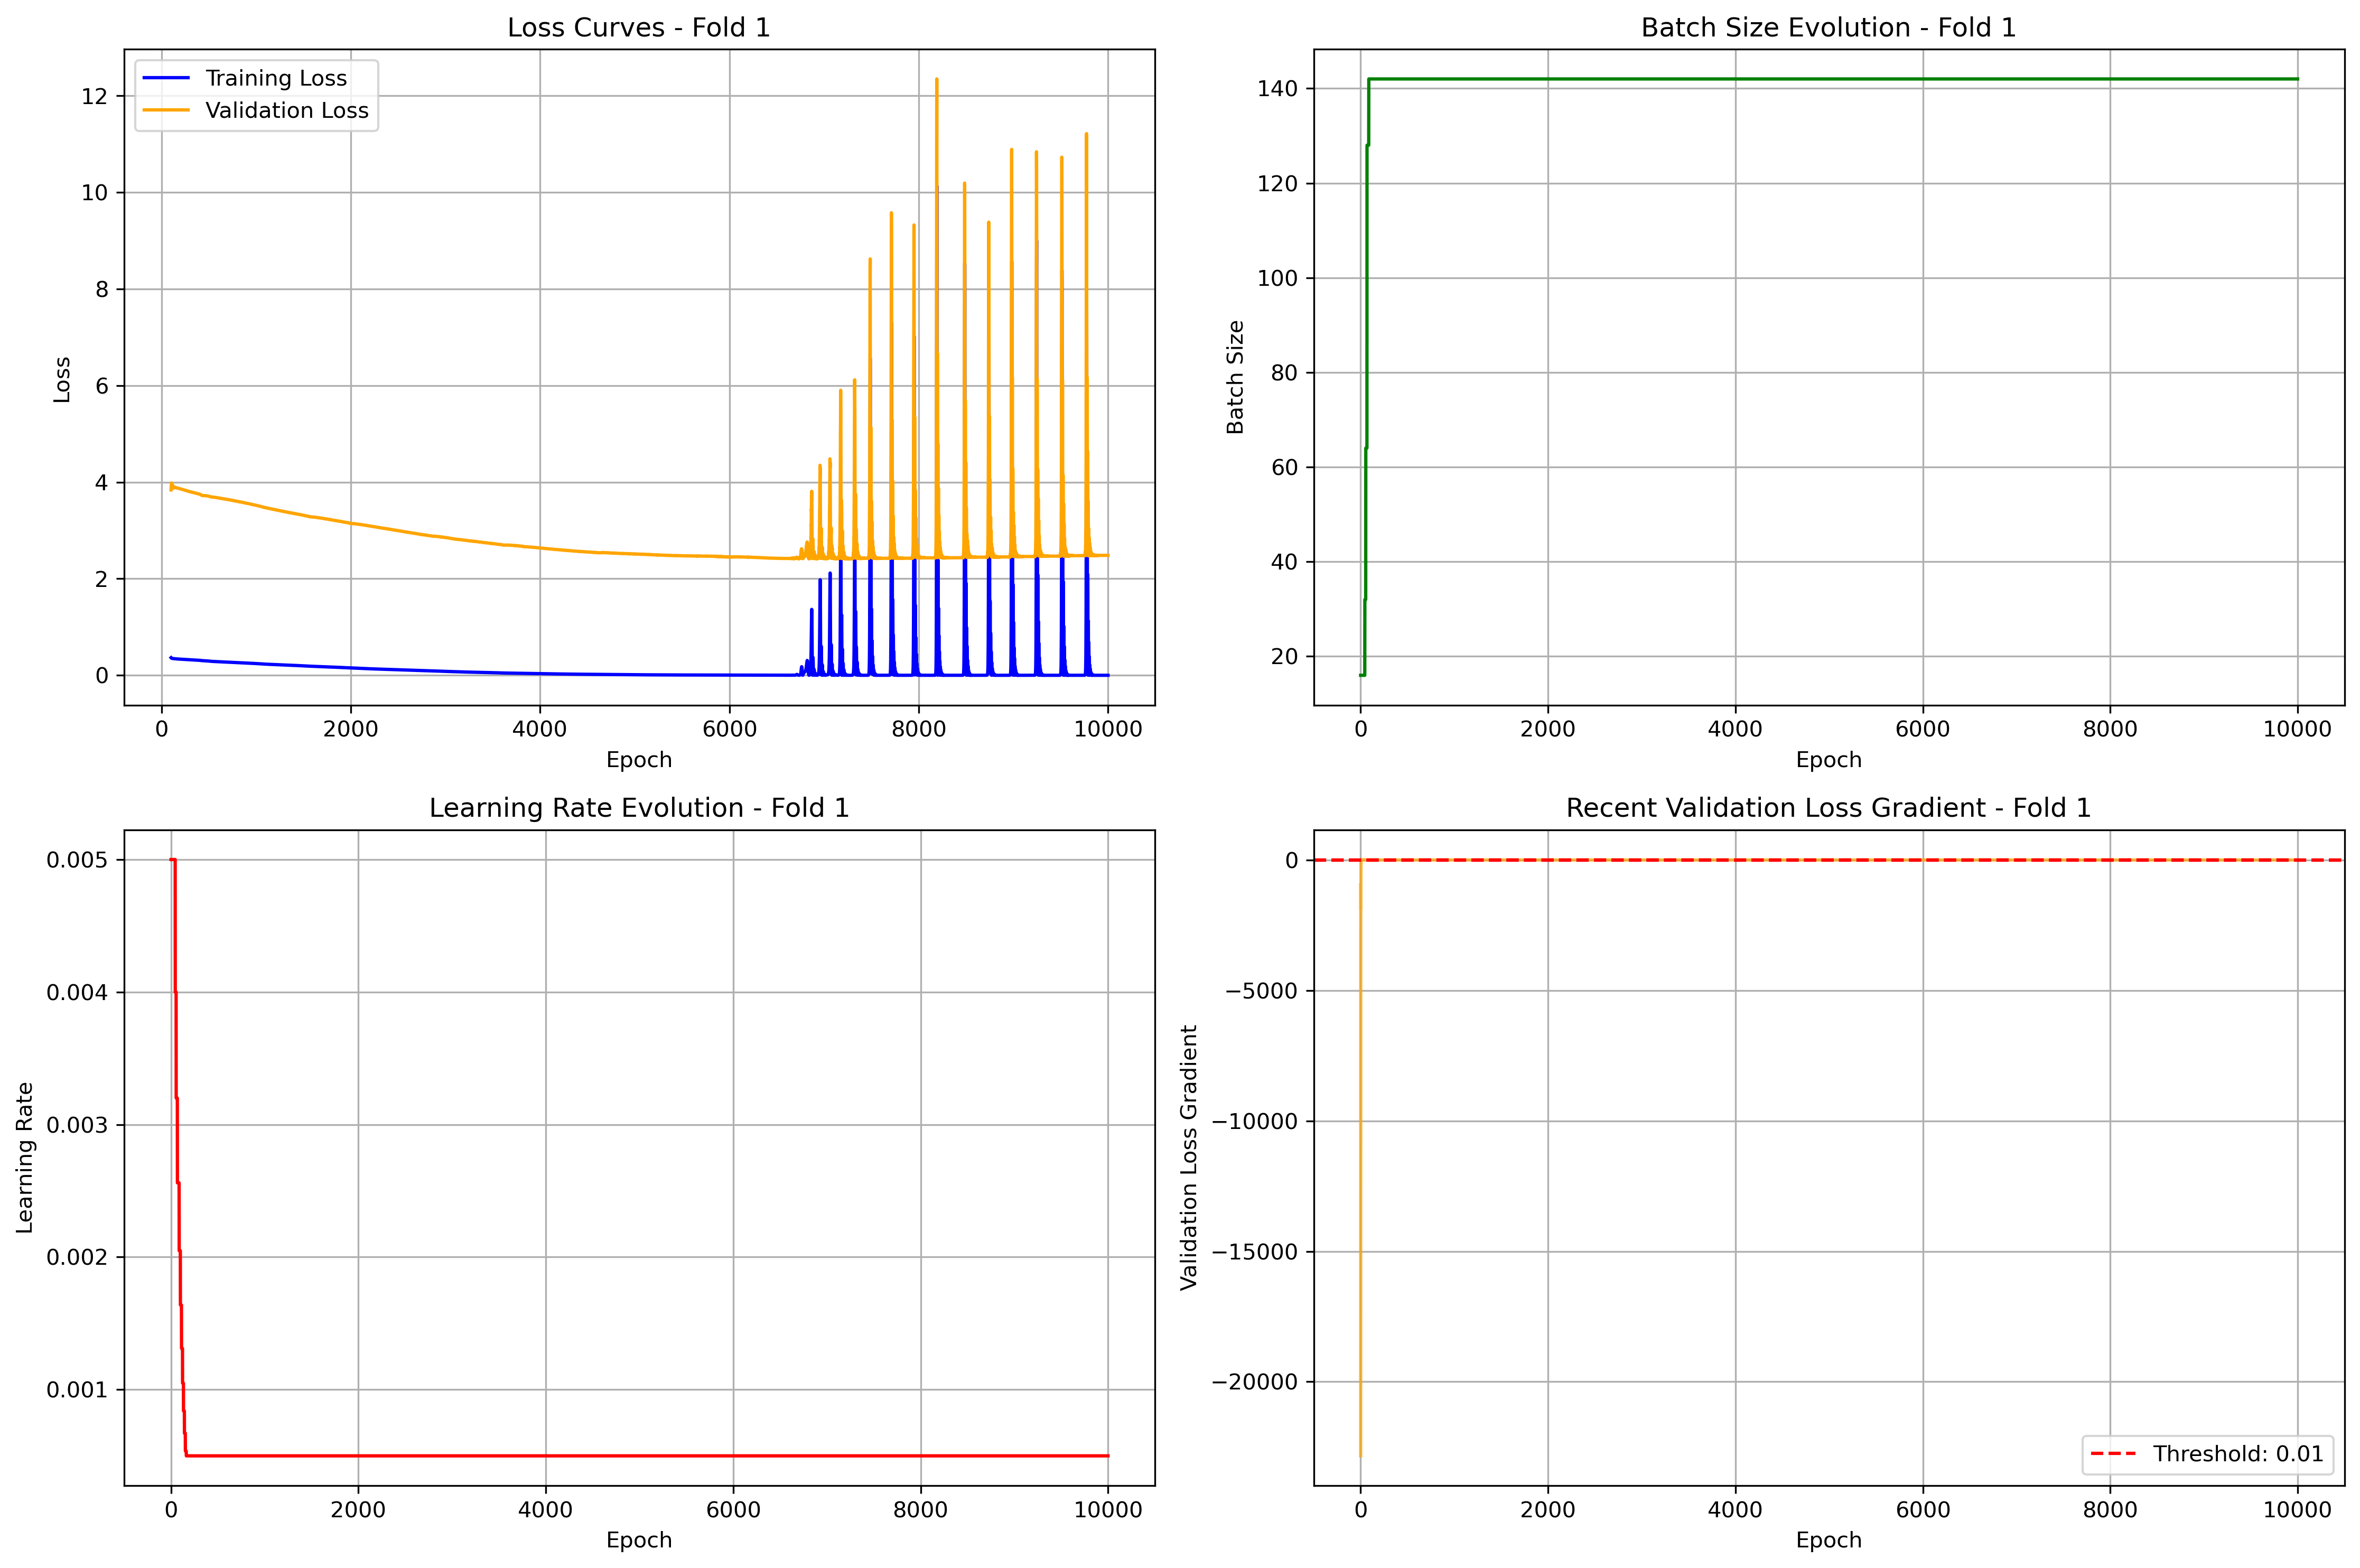 Loss Curves - Fold 1
Training Loss
Validation Loss
12
10
8
6
4
2
0
Loss
0 2000 4000 6000 8000 10000
Epoch
Batch Size Evolution - Fold 1
140
120
100
80
60
40
20
Batch Size
0 2000 4000 6000 8000 10000
Epoch
Learning Rate Evolution - Fold 1
0.005
0.004
0.003
0.002
0.001
Learning Rate
0 2000 4000 6000 8000 10000
Epoch
Recent Validation Loss Gradient - Fold 1
0
−5000
−10000
−15000
−20000
Validation Loss Gradient
Threshold: 0.01
0 2000 4000 6000 8000 10000
Epoch